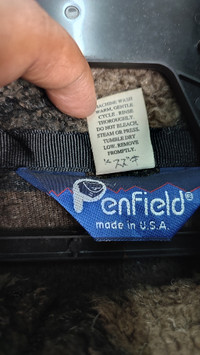 MACHINE WASH
WARM, GENTLE
CYCLE RINSE
THOROUGHLY.
DO NOT BLEACH,
STEAM OR PRESS.
TUMBLE DRY
LOW. REMOVE
PROMPTLY.
Penfield®
made in U.S.A.